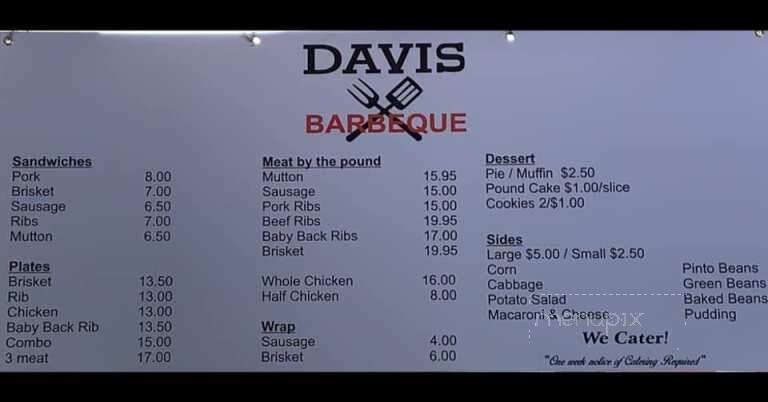 DAVIS
BARBEQUE
Sandwiches
Pork 8.00
Brisket 7.00
Sausage 6.50
Ribs 7.00
Mutton 6.50
Plates
Brisket 13.50
Rib 13.00
Chicken 13.00
Baby Back Rib 13.50
Combo 15.00
3 meat 17.00
Meat by the pound
Mutton 15.95
Sausage 15.00
Pork Ribs 15.00
Beef Ribs 19.95
Baby Back Ribs 17.00
Brisket 19.95
Whole Chicken 16.00
Half Chicken 8.00
Wrap
Sausage 4.00
Brisket 6.00
Dessert
Pie / Muffin $2.50
Pound Cake $1.00/slice
Cookies 2/$1.00
Sides
Large $5.00 / Small $2.50
Corn Pinto Beans
Cabbage Green Beans
Potato Salad Baked Beans
Macaroni & Cheese Pudding
menupix
We Cater!
"One week notice of Catering Required"